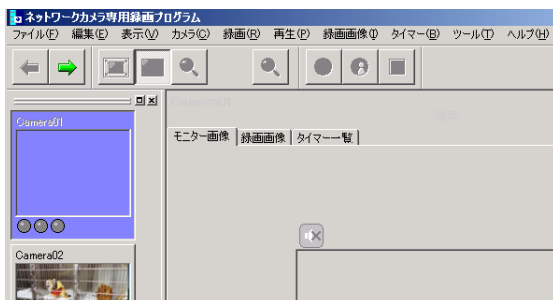 ネットワークカメラ専用録画プログラム
ファイル(F) 編集(E) 表示(V) カメラ(C) 録画(R) 再生(P) 録画画像(I) タイマー(B) ツール(T) ヘルプ(H)
Camera01
Camera01
モニター画像 録画画像 タイマー一覧
Camera02